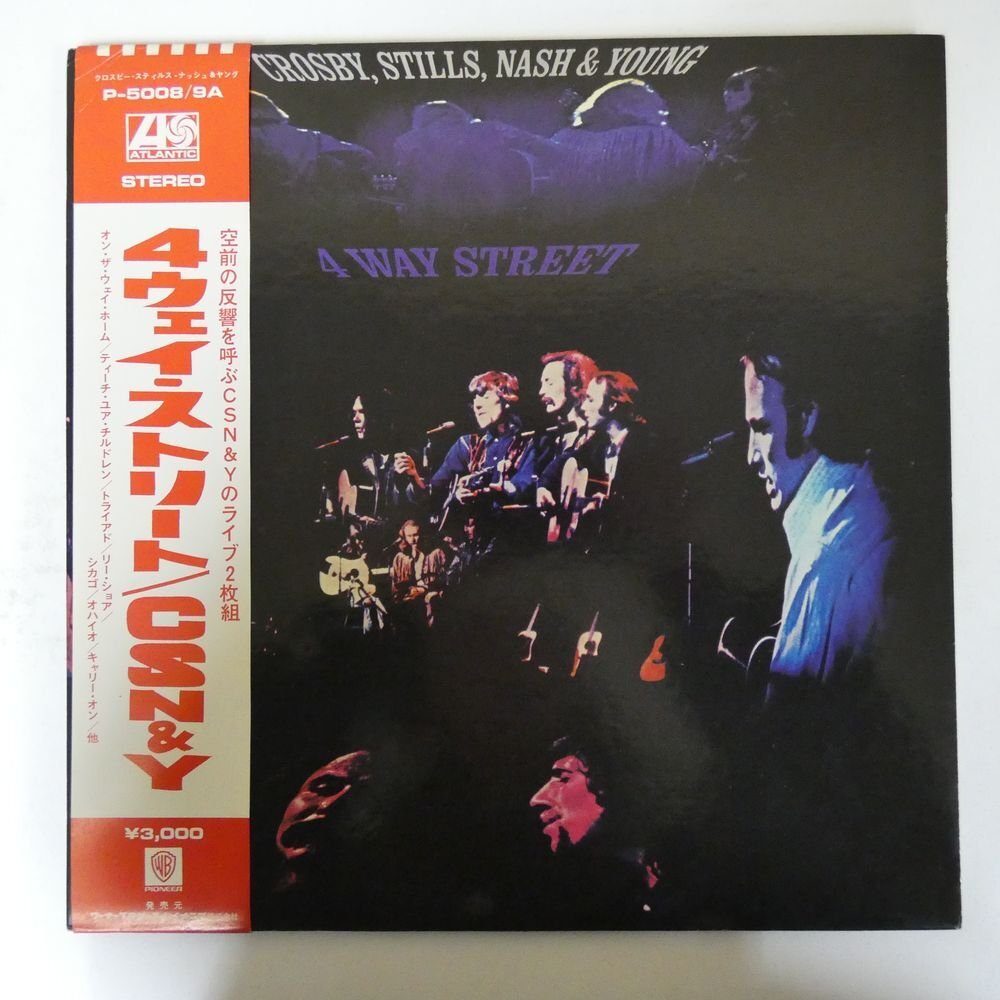 CROSBY, STILLS, NASH & YOUNG
4 WAY STREET
クロスビー・スティルス・ナッシュ&ヤング
P-5008/9A
ATLANTIC
STEREO
空前の反響を呼ぶCSN&Yのライブ2枚組
4ウェイ・ストリート/CSN&Y
オン・ザ・ウェイ・ホーム/ティーチ・ユア・チルドレン/トライアド/リー・ショア/
シカゴ/オハイオ/キャリー・オン/他
¥3,000
WB
PIONEER
発売元